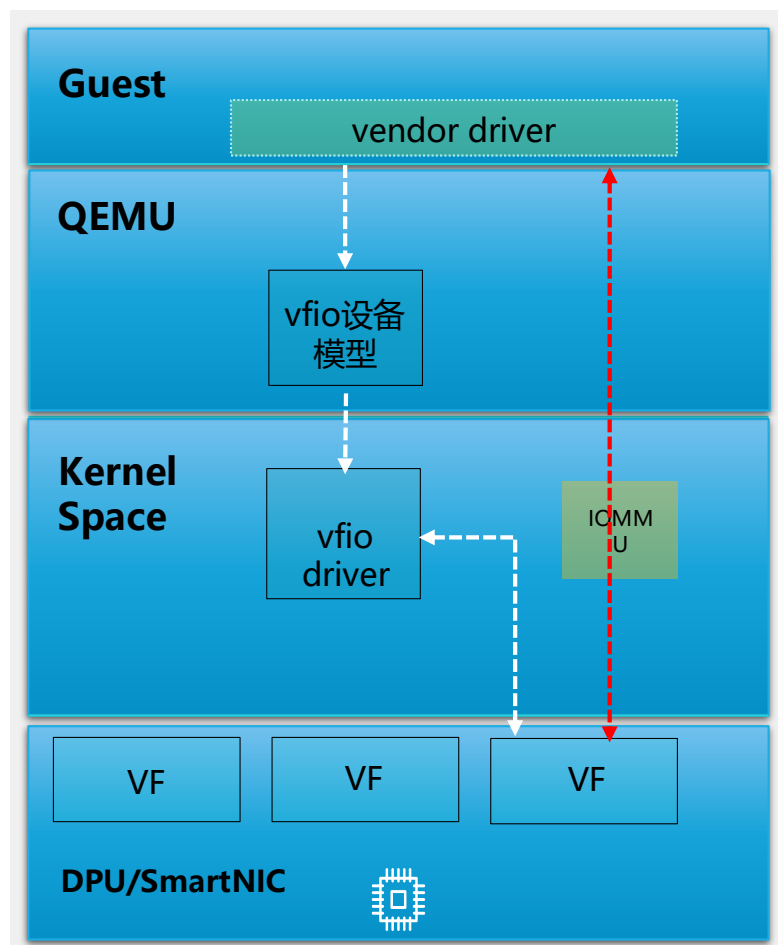 Guest
vendor driver
QEMU
vfio设备
模型
Kernel
Space
vfio
driver
IOMM
U
VF
VF
VF
DPU/SmartNIC